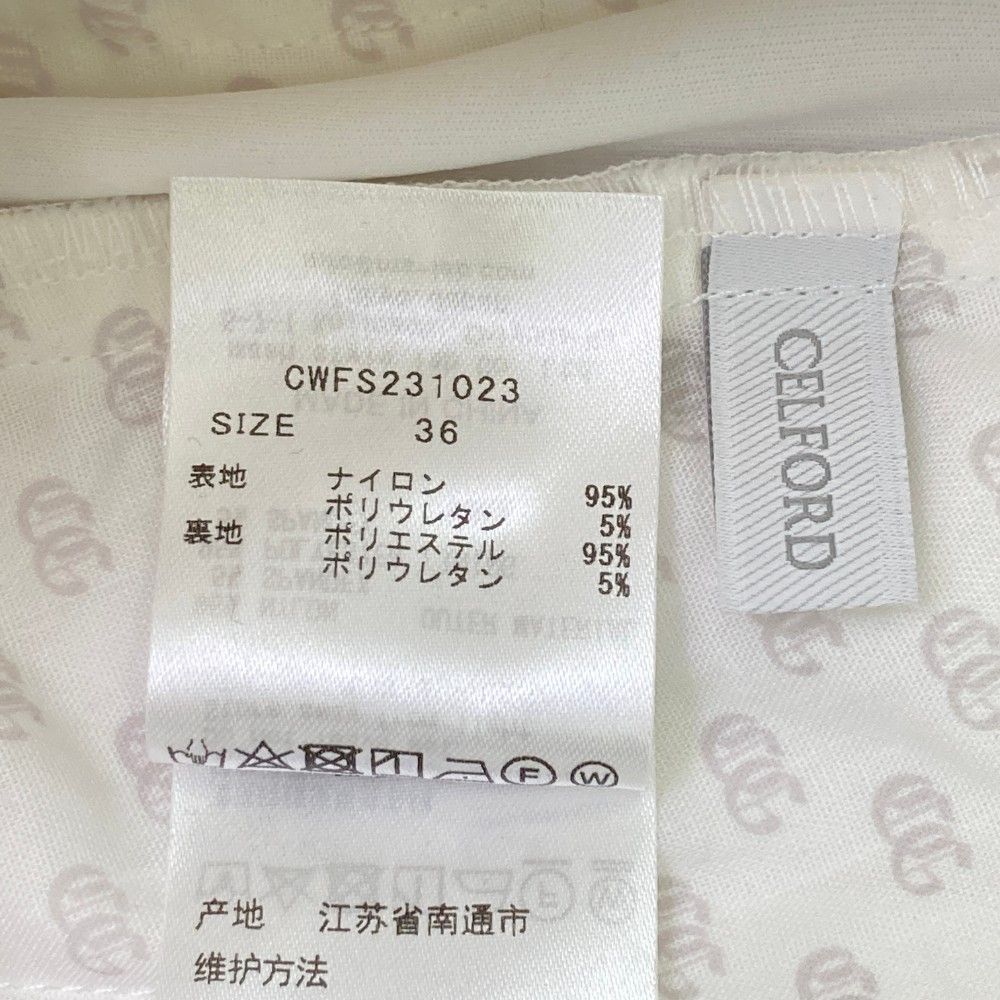 CWFS231023
SIZE 36
表地 ナイロン 95%
ポリウレタン 5%
裏地 ポリエステル 95%
ポリウレタン 5%
F W
产地 江苏省南通市
维护方法
CELFORD